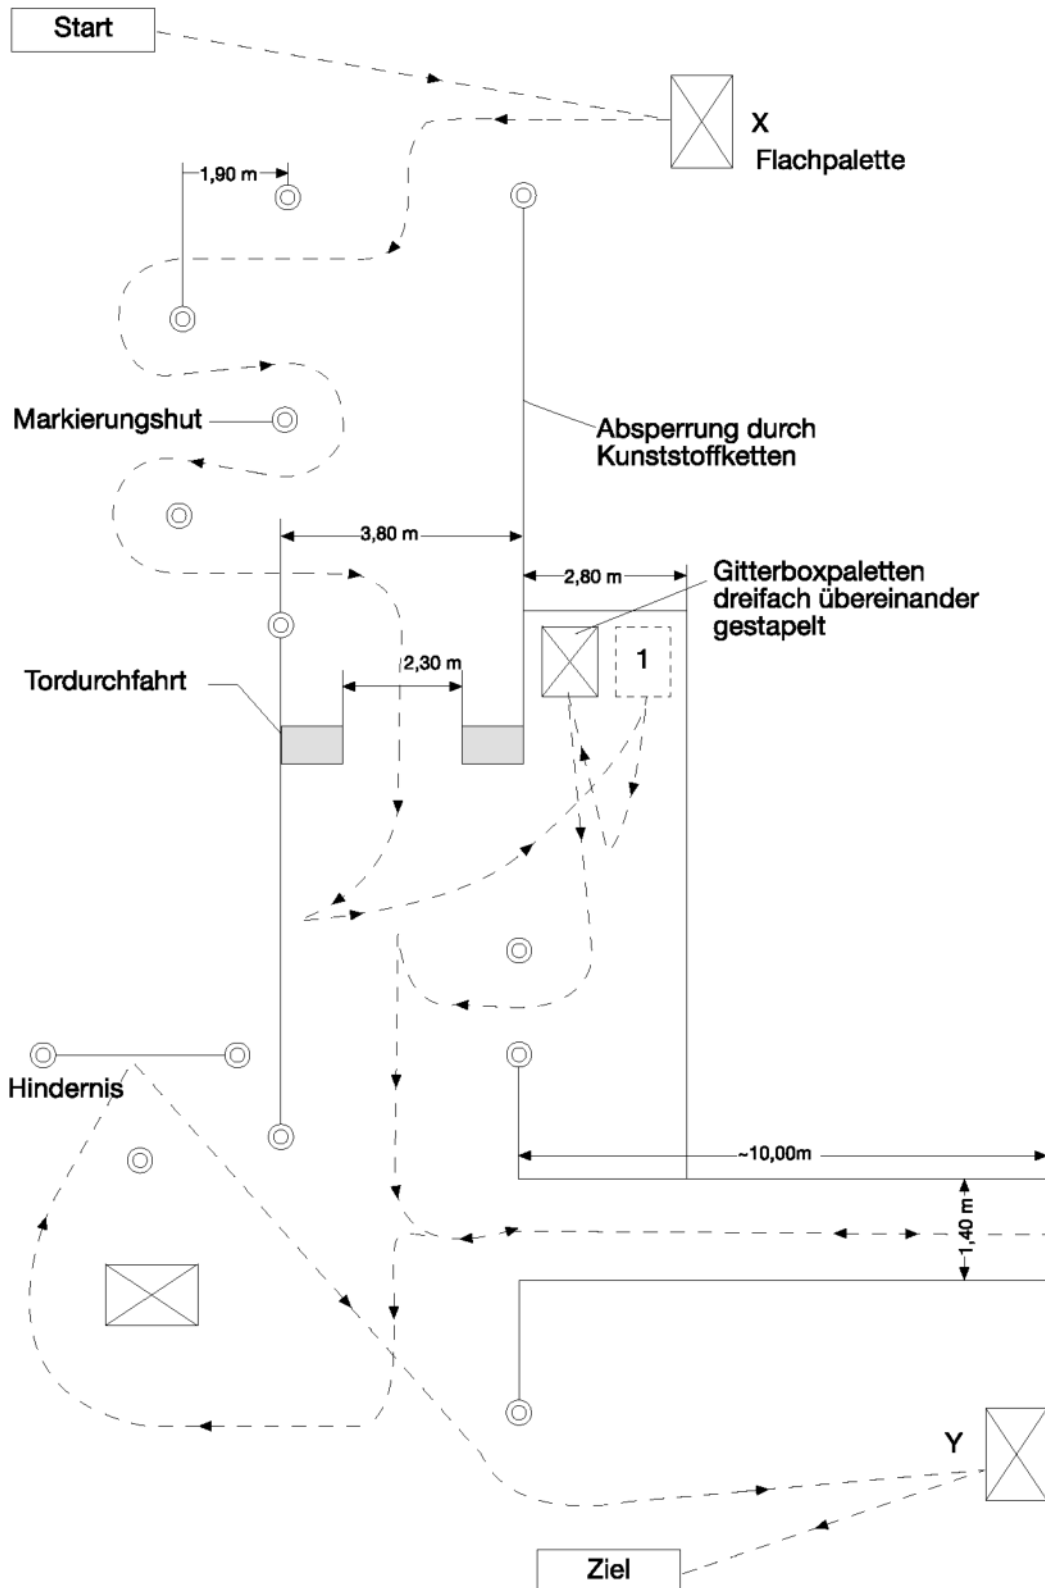 Start
X
Flachpalette
1,90 m
Markierungshut
Absperrung durch
Kunststoffketten
3,80 m
2,80 m
Gitterboxpaletten
dreifach übereinander
gestapelt
1
2,30 m
Tordurchfahrt
Hindernis
~10,00m
1,40 m
Y
Ziel